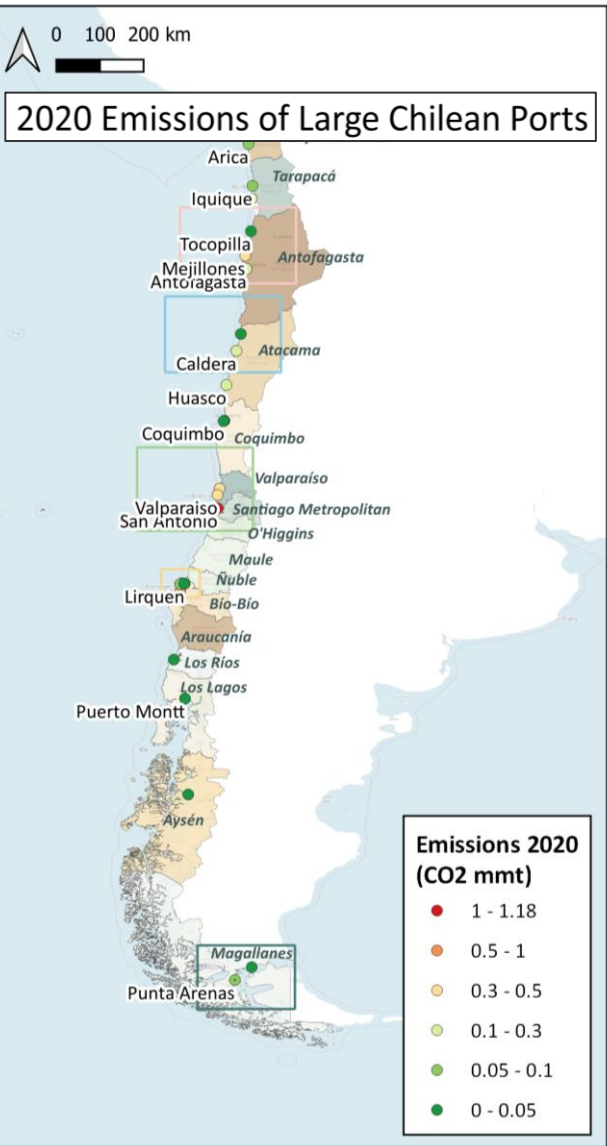 0 100 200 km
2020 Emissions of Large Chilean Ports
Arica
Tarapacá
Iquique
Tocopilla
Antofagasta
Mejillones
Antofagasta
Atacama
Caldera
Huasco
Coquimbo
Coquimbo
Valparaíso
Valparaiso
Santiago Metropolitan
San Antonio
O'Higgins
Maule
Ñuble
Lirquen
Bío-Bío
Araucanía
Los Ríos
Los Lagos
Puerto Montt
Aysén
Magallanes
Punta Arenas
Emissions 2020
(CO2 mmt)
1 - 1.18
0.5 - 1
0.3 - 0.5
0.1 - 0.3
0.05 - 0.1
0 - 0.05